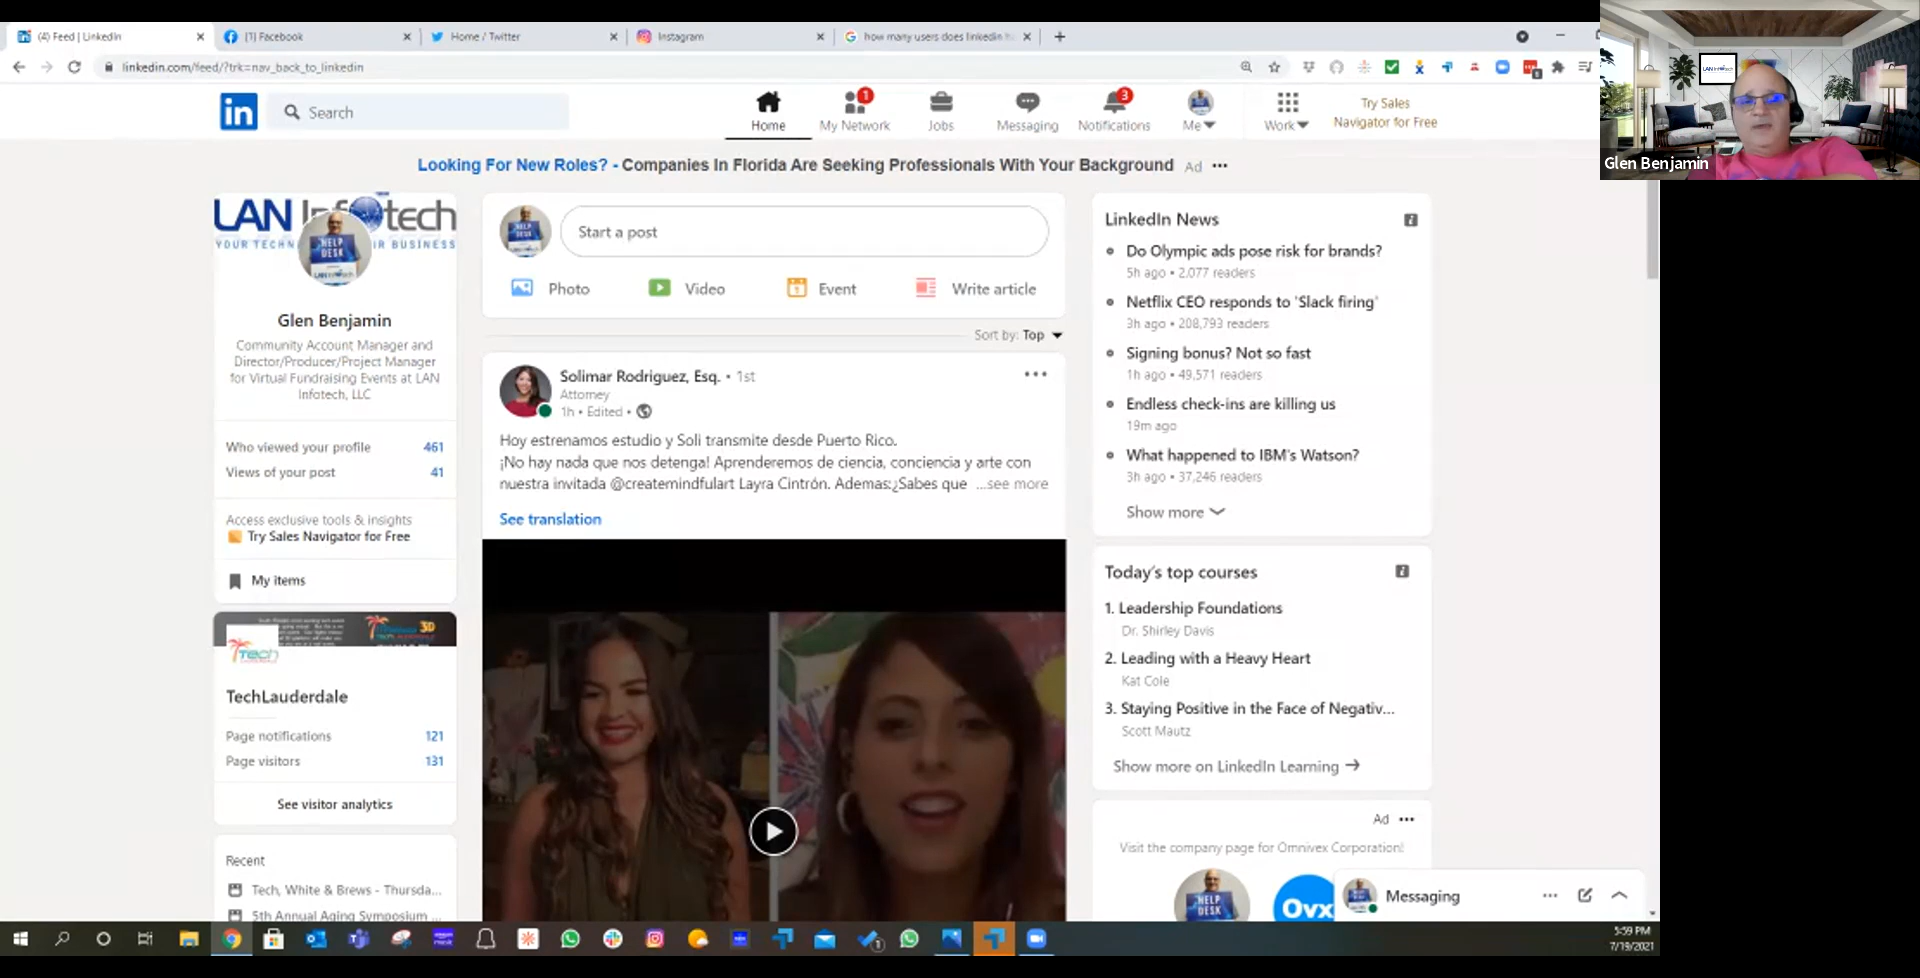 (4) Feed | LinkedIn
(1) Facebook
Home / Twitter
Instagram
how many users does linkedin h
linkedin.com/feed/?trk=nav_back_to_linkedin
Glen Benjamin
in
Search
1
3
Home
My Network
Jobs
Messaging
Notifications
Me
Work
Try Sales
Navigator for Free
Looking For New Roles? - Companies In Florida Are Seeking Professionals With Your Background Ad ...
LAN Infotech
HELP
DESK
Glen Benjamin
Community Account Manager and
Director/Producer/Project Manager
for Virtual Fundraising Events at LAN
Infotech, LLC
Who viewed your profile 461
Views of your post 41
Access exclusive tools & insights
Try Sales Navigator for Free
My items
3D
Tech
TechLauderdale
Page notifications 121
Page visitors 131
See visitor analytics
Recent
Tech, White & Brews - Thursda...
5th Annual Aging Symposium ...
Start a post
Photo
Video
Event
Write article
Sort by: Top
Solimar Rodriguez, Esq. • 1st
Attorney
1h • Edited •
Hoy estrenamos estudio y Soli transmite desde Puerto Rico.
¡No hay nada que nos detenga! Aprenderemos de ciencia, conciencia y arte con
nuestra invitada @createmindfulart Layra Cintrón. Ademas:¿Sabes que ...see more
See translation
LinkedIn News
Do Olympic ads pose risk for brands?
5h ago • 2,077 readers
Netflix CEO responds to 'Slack firing'
3h ago • 208,793 readers
Signing bonus? Not so fast
1h ago • 49,571 readers
Endless check-ins are killing us
19m ago
What happened to IBM's Watson?
3h ago • 37,246 readers
Show more
Today's top courses
1. Leadership Foundations
Dr. Shirley Davis
2. Leading with a Heavy Heart
Kat Cole
3. Staying Positive in the Face of Negativ...
Scott Mautz
Show more on LinkedIn Learning →
Ad ...
Visit the company page for Omnivex Corporation!
HELP
DESK
Ovx
Messaging
5:59 PM
7/19/2021